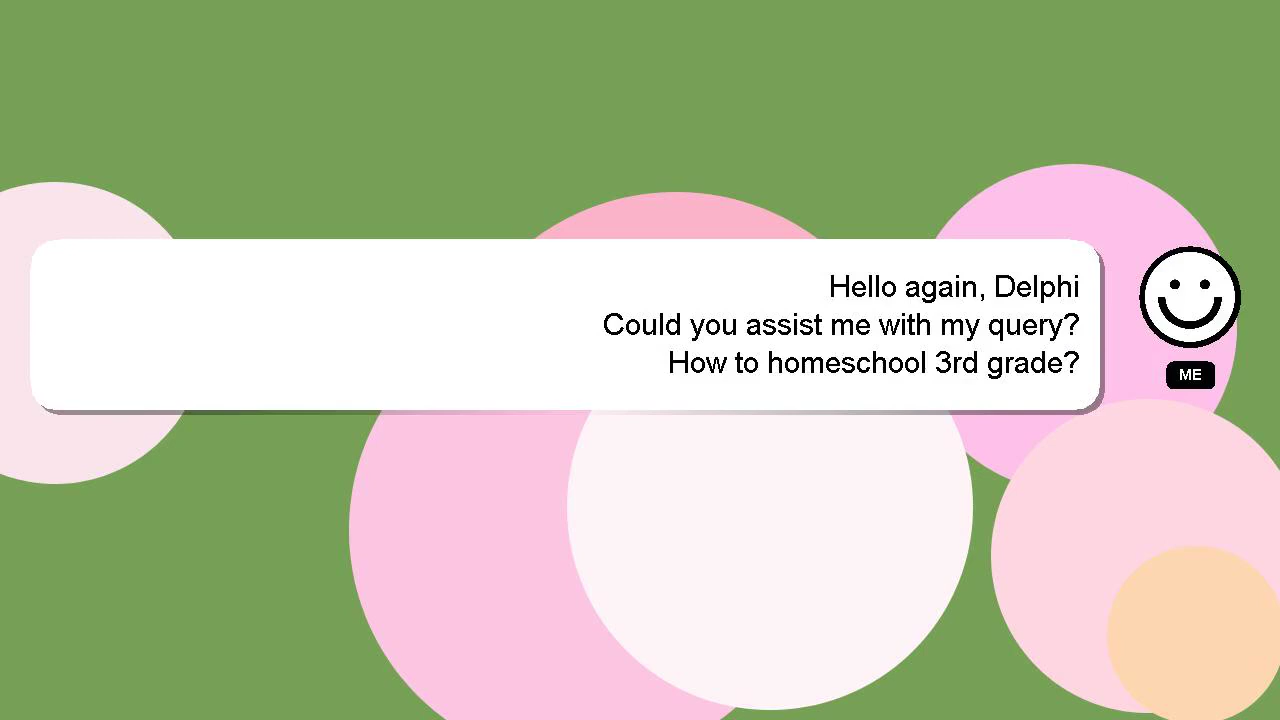 Hello again, Delphi
Could you assist me with my query?
How to homeschool 3rd grade?
ME